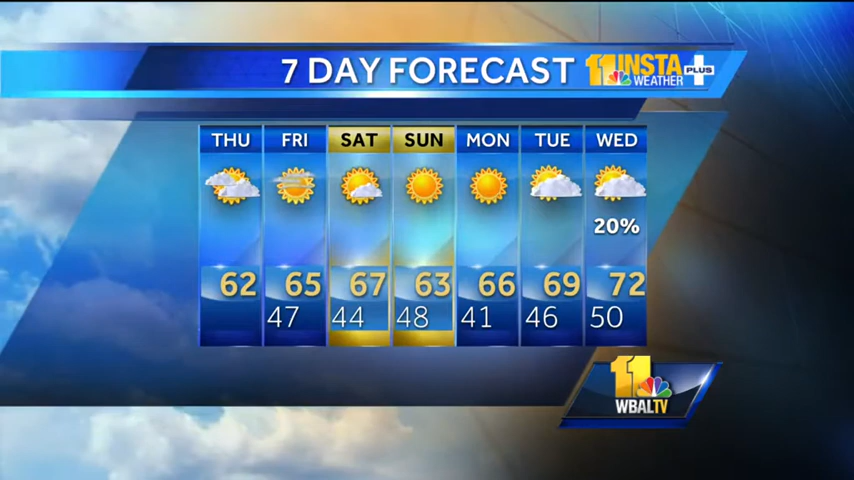 7 DAY FORECAST 11 INSTA WEATHER PLUS
THU FRI SAT SUN MON TUE WED
20%
62 65 67 63 66 69 72
47 44 48 41 46 50
11
WBALTV